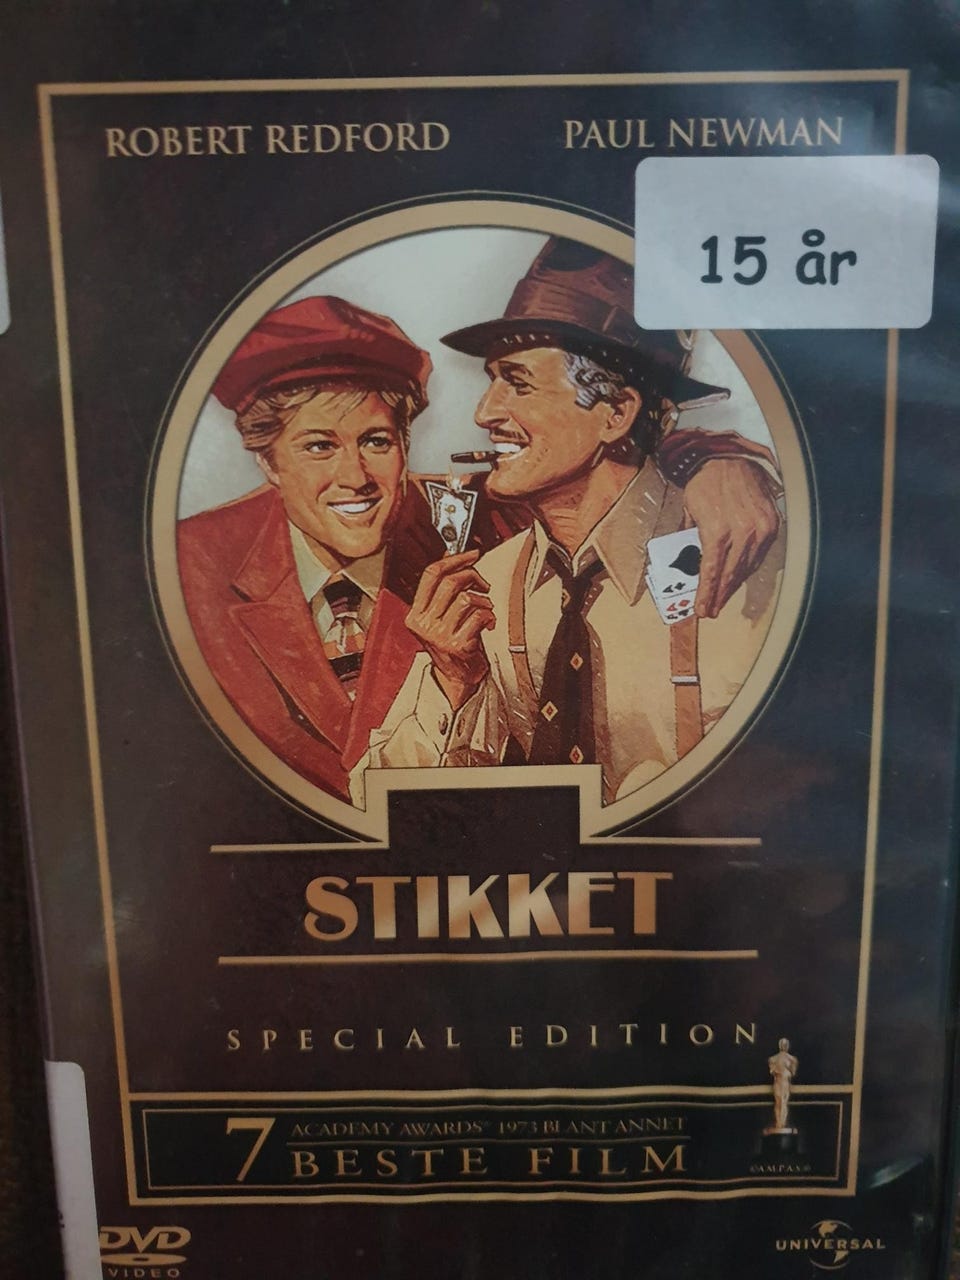 ROBERT REDFORD
PAUL NEWMAN
15 år
STIKKET
SPECIAL EDITION
7
ACADEMY AWARDS® 1973 BLANT ANNET
BESTE FILM
©A.M.P.A.S.®
DVD
VIDEO
UNIVERSAL